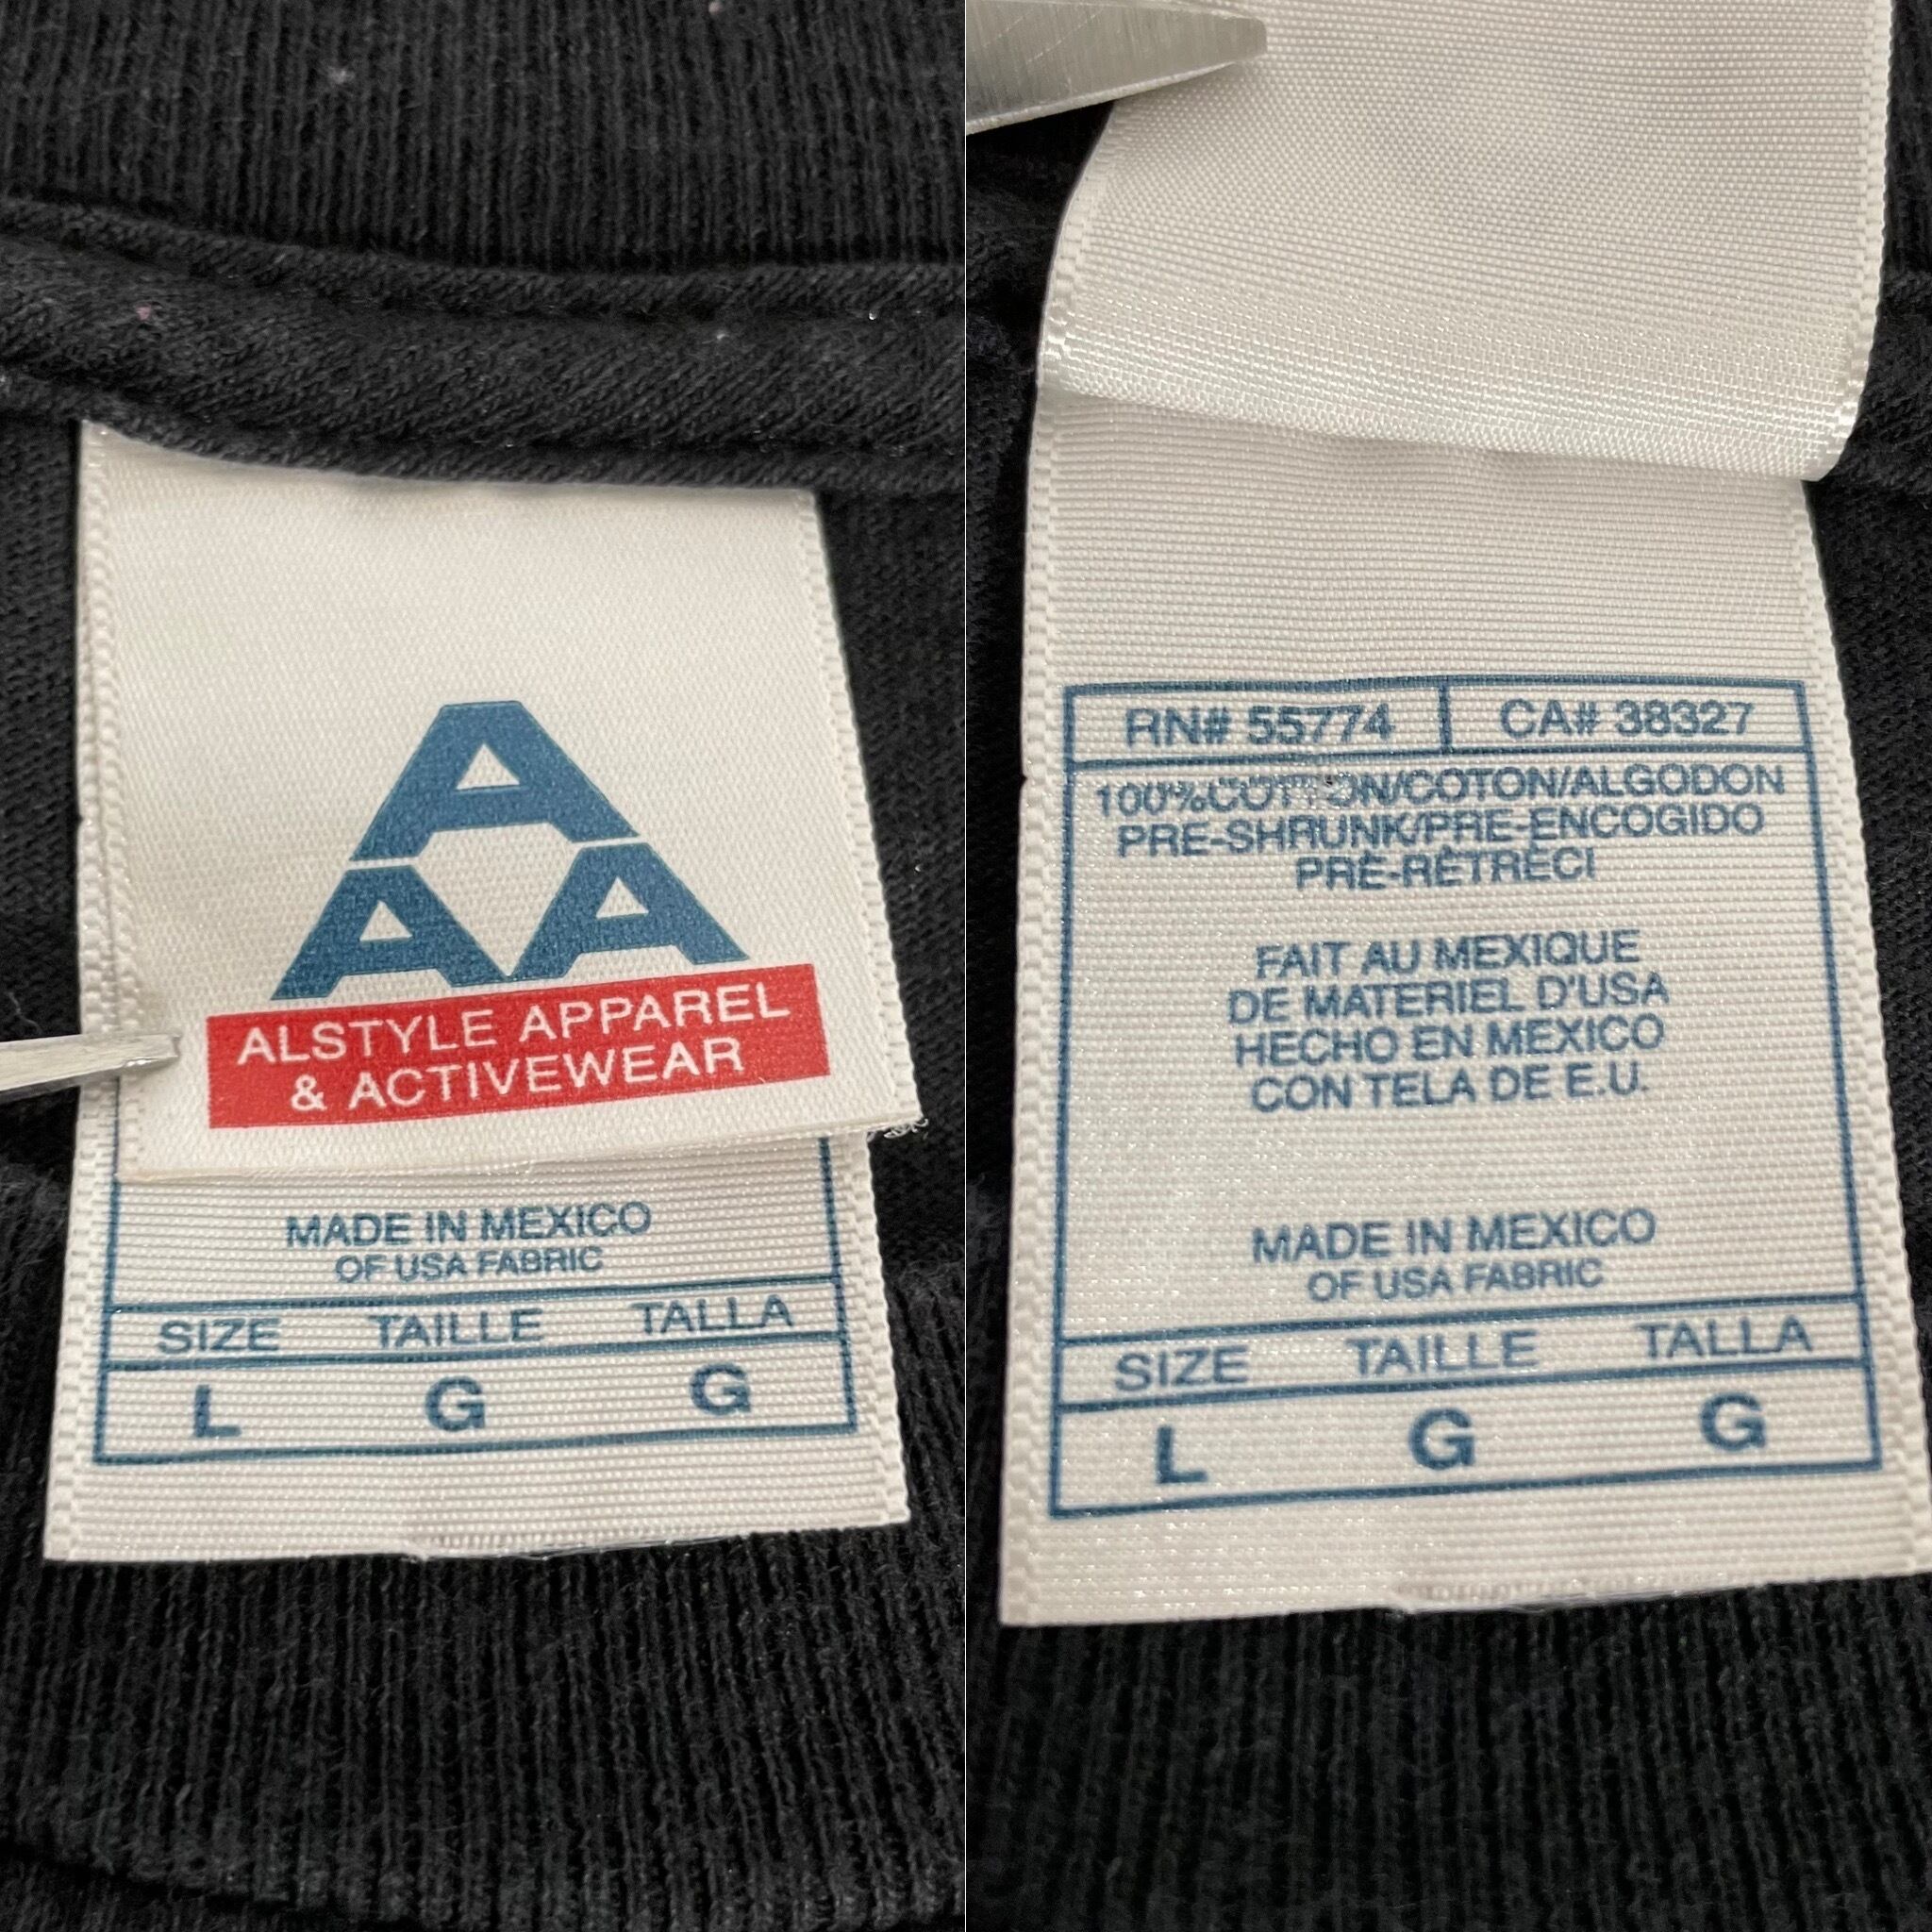 A
AA
ALSTYLE APPAREL
& ACTIVEWEAR
MADE IN MEXICO
OF USA FABRIC
SIZE TAILLE TALLA
L G G
RN# 55774 CA# 38327
100%COTTON/COTON/ALGODON
PRE-SHRUNK/PRE-ENCOGIDO
PRÉ-RÉTRÉCI
FAIT AU MEXIQUE
DE MATERIEL D'USA
HECHO EN MEXICO
CON TELA DE E.U.
MADE IN MEXICO
OF USA FABRIC
SIZE TAILLE TALLA
L G G